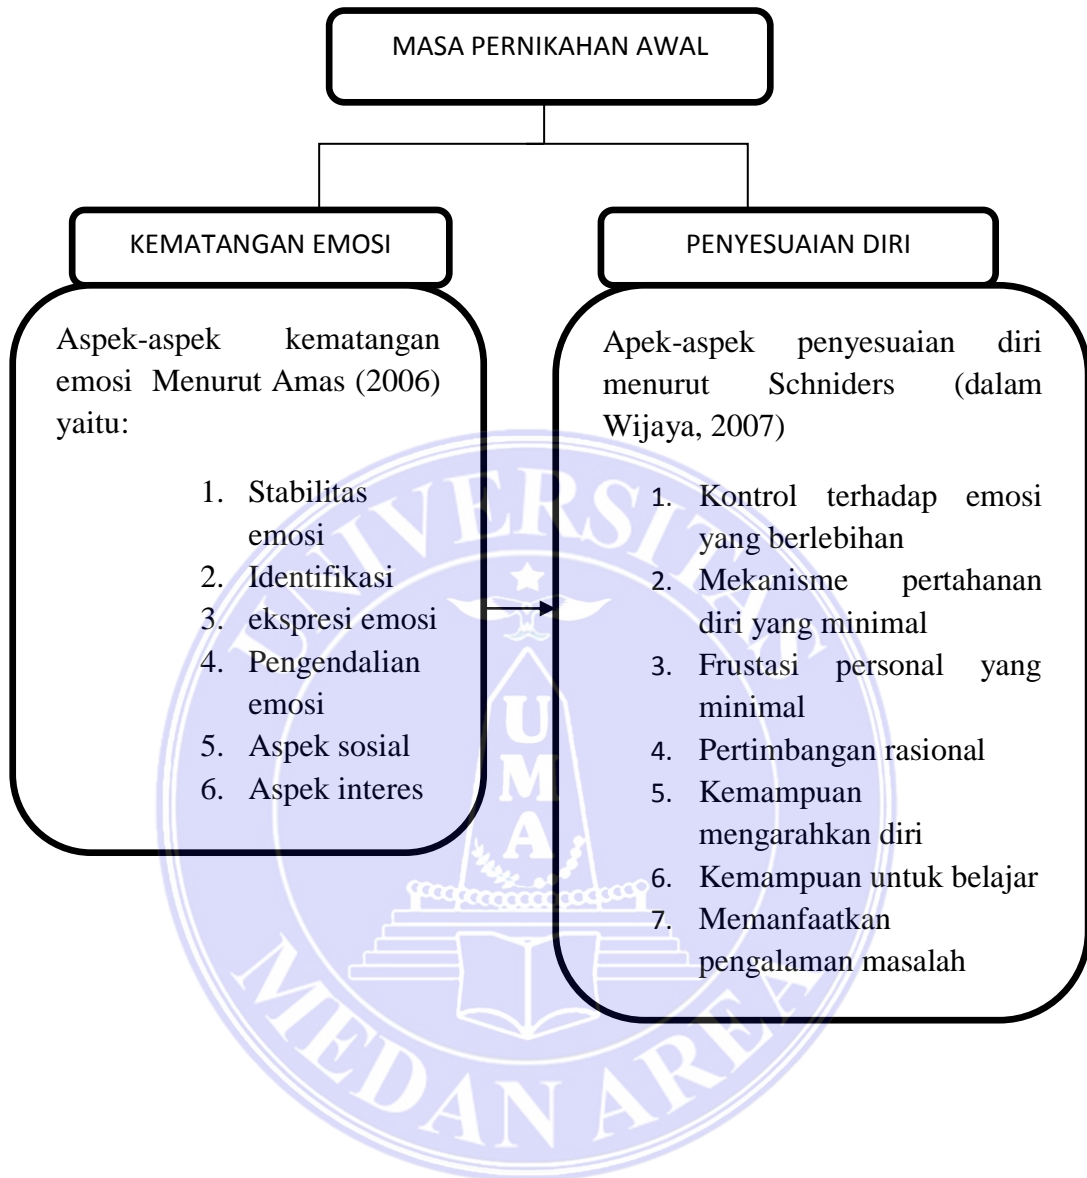 MASA PERNIKAHAN AWAL
KEMATANGAN EMOSI
Aspek-aspek kematangan
emosi Menurut Amas (2006)
yaitu:
1. Stabilitas
emosi
2. Identifikasi
3. ekspresi emosi
4. Pengendalian
emosi
5. Aspek sosial
6. Aspek interes
PENYESUAIAN DIRI
Apek-aspek penyesuaian diri
menurut Schniders (dalam
Wijaya, 2007)
1. Kontrol terhadap emosi
yang berlebihan
2. Mekanisme pertahanan
diri yang minimal
3. Frustasi personal yang
minimal
4. Pertimbangan rasional
5. Kemampuan
mengarahkan diri
6. Kemampuan untuk belajar
7. Memanfaatkan
pengalaman masalah
UNIVERSITAS
UMA
MEDAN AREA